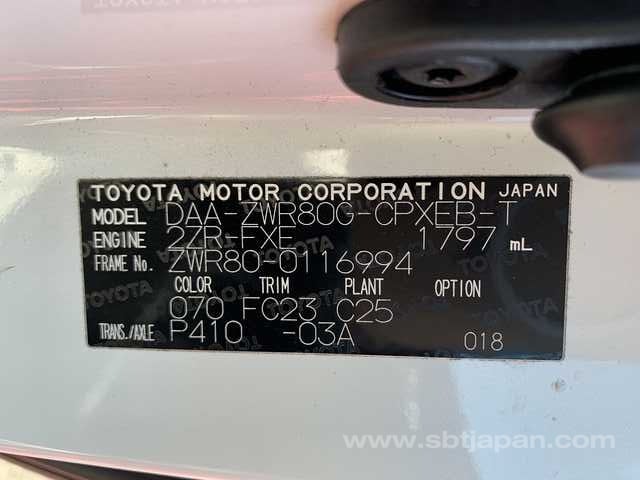 TOYOTA MOTOR CORPORATION JAPAN
MODEL DAA-ZWR80G-CPXEB-T
ENGINE 2ZR-FXE 1797 mL
FRAME No. ZWR80-0116994
COLOR TRIM PLANT OPTION
070 FC23 C25
TRANS./AXLE P410 -03A 018
www.sbtjapan.com